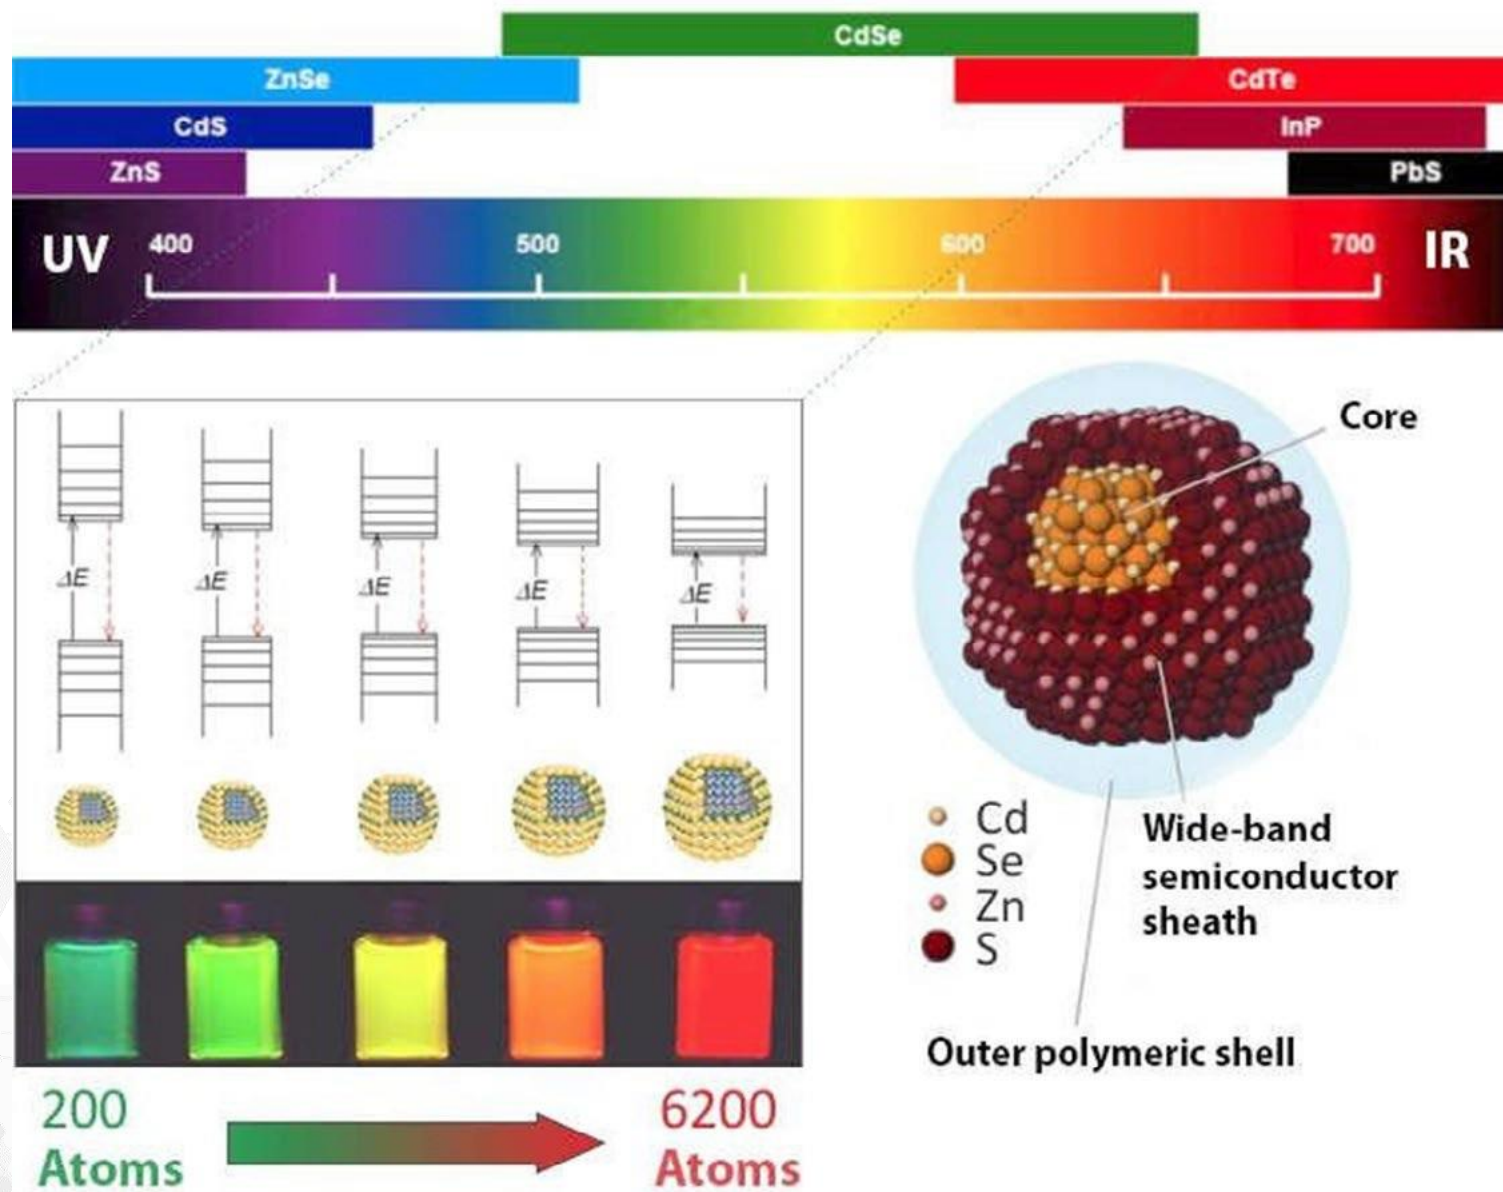 CdSe
ZnSe
CdTe
CdS
InP
ZnS
PbS
UV
400
500
600
700
IR
ΔE
ΔE
ΔE
ΔE
ΔE
Core
Cd
Se
Zn
S
Wide-band
semiconductor
sheath
Outer polymeric shell
200
Atoms
6200
Atoms